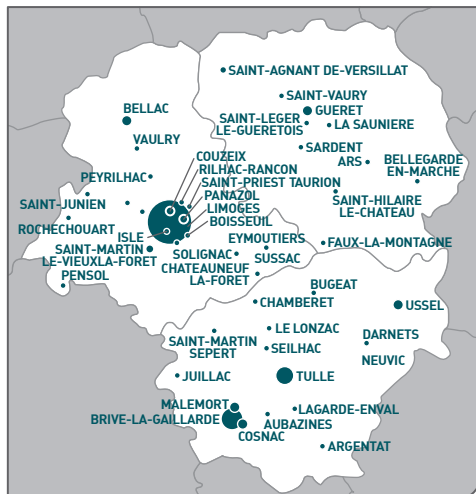 SAINT-AGNANT DE-VERSILLAT
SAINT-VAURY
BELLAC
GUERET
SAINT-LEGER
LE-GUERETOIS
LA SAUNIERE
VAULRY
SARDENT
COUZEIX
ARS
BELLEGARDE
EN-MARCHE
RILHAC-RANCON
PEYRILHAC
SAINT-PRIEST TAURION
PANAZOL
SAINT-HILAIRE
LE-CHATEAU
SAINT-JUNIEN
LIMOGES
BOISSEUIL
ROCHECHOUART
ISLE
EYMOUTIERS
FAUX-LA-MONTAGNE
SAINT-MARTIN
LE-VIEUXLA-FORET
SOLIGNAC
SUSSAC
CHATEAUNEUF
LA-FORET
PENSOL
BUGEAT
CHAMBERET
USSEL
LE LONZAC
DARNETS
SAINT-MARTIN
SEPERT
SEILHAC
NEUVIC
JUILLAC
TULLE
MALEMORT
LAGARDE-ENVAL
BRIVE-LA-GAILLARDE
AUBAZINES
COSNAC
ARGENTAT